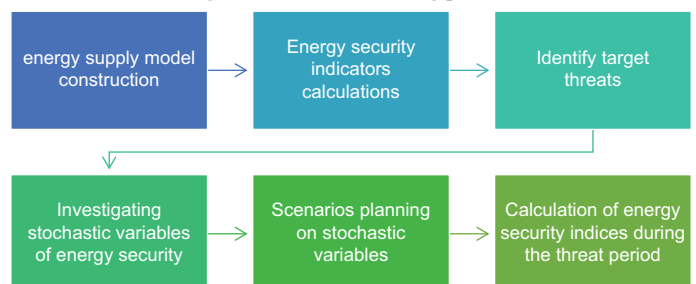 energy supply model
construction
Energy security
indicators
calculations
Identify target
threats
Investigating
stochastic variables
of energy security
Scenarios planning
on stochastic
variables
Calculation of energy
security indices during
the threat period